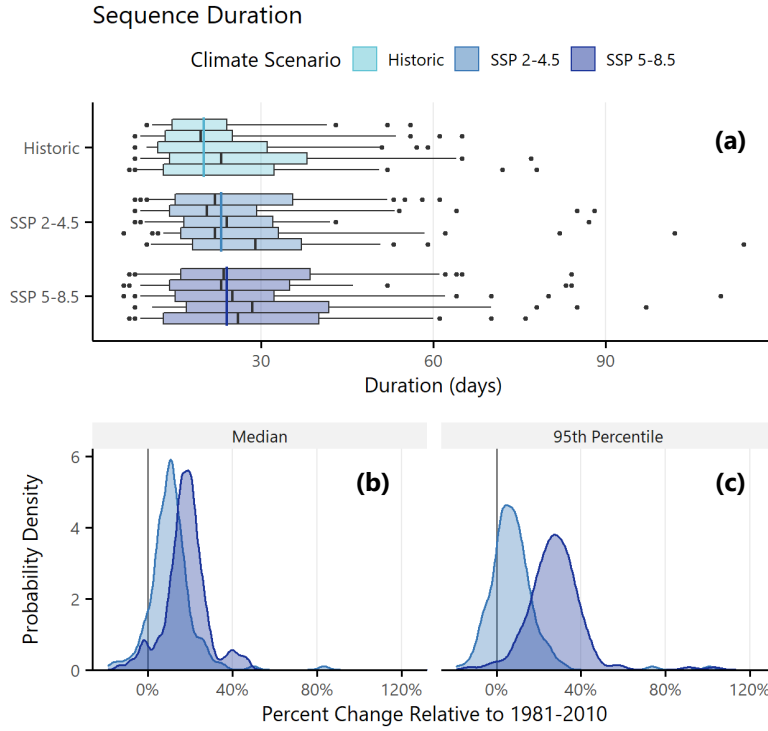 Sequence Duration
Climate Scenario Historic SSP 2-4.5 SSP 5-8.5
(a)
Historic
SSP 2-4.5
SSP 5-8.5
30 60 90
Duration (days)
Median 95th Percentile
(b) (c)
Probability Density
6
4
2
0
0% 40% 80% 120% 0% 40% 80% 120%
Percent Change Relative to 1981-2010